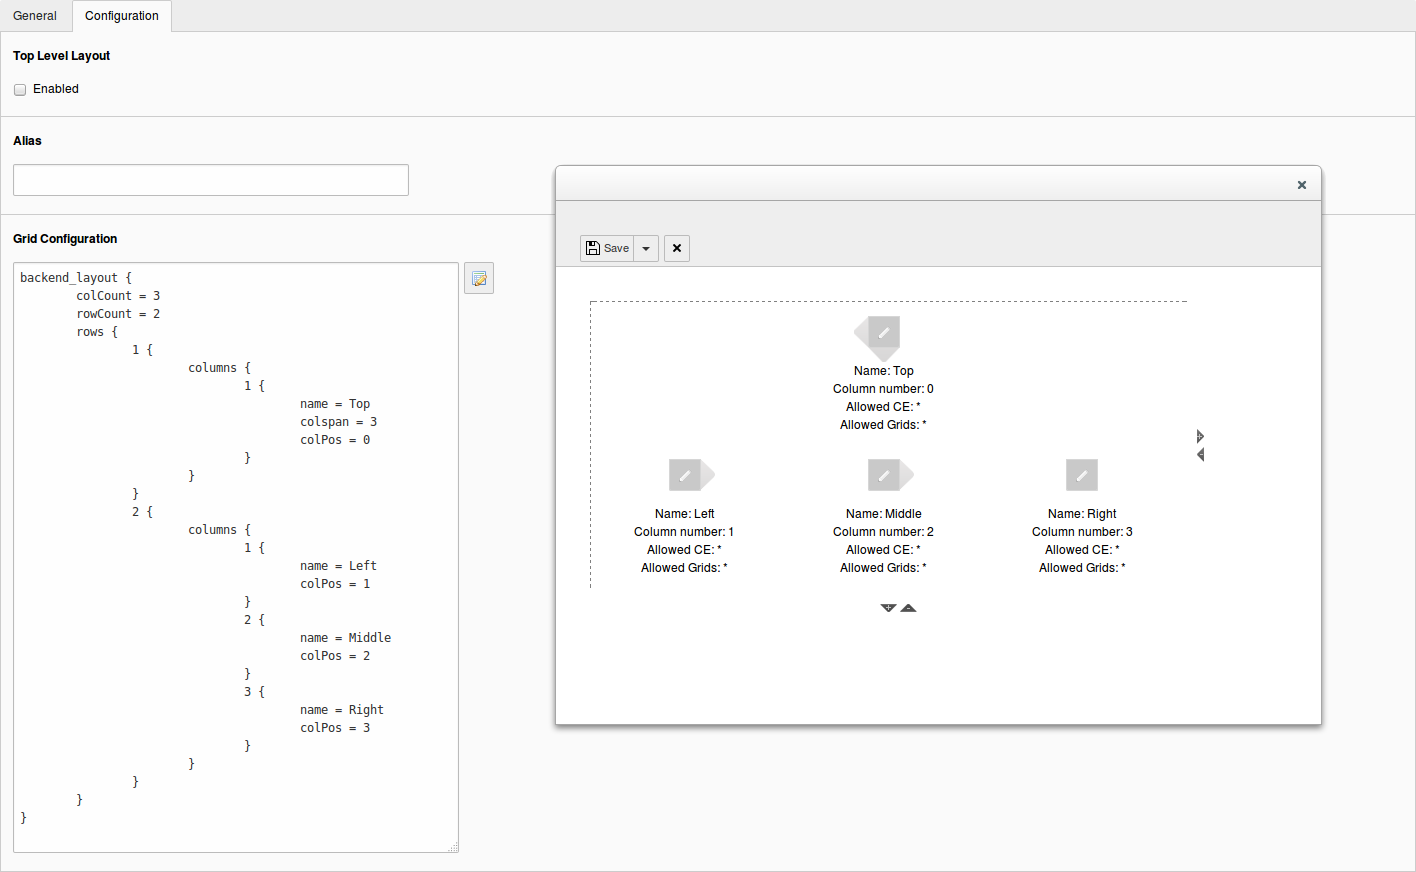 General
Configuration
Top Level Layout
Enabled
Alias
Grid Configuration
backend_layout {
colCount = 3
rowCount = 2
rows {
1 {
columns {
1 {
name = Top
colspan = 3
colPos = 0
}
}
}
2 {
columns {
1 {
name = Left
colPos = 1
}
2 {
name = Middle
colPos = 2
}
3 {
name = Right
colPos = 3
}
}
}
}
}
Save
Name: Top
Column number: 0
Allowed CE: *
Allowed Grids: *
Name: Left
Column number: 1
Allowed CE: *
Allowed Grids: *
Name: Middle
Column number: 2
Allowed CE: *
Allowed Grids: *
Name: Right
Column number: 3
Allowed CE: *
Allowed Grids: *